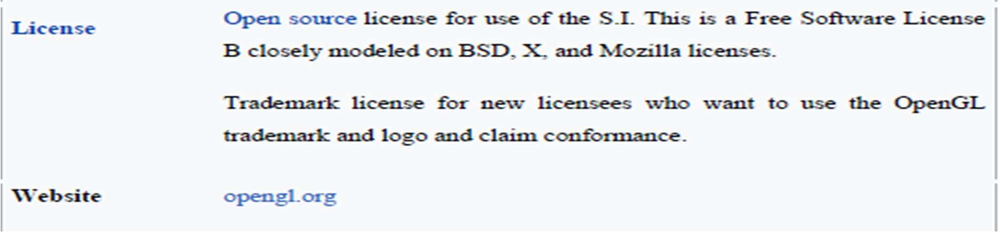 License
Open source license for use of the S.I. This is a Free Software License
B closely modeled on BSD, X, and Mozilla licenses.
Trademark license for new licensees who want to use the OpenGL
trademark and logo and claim conformance.
Website
opengl.org